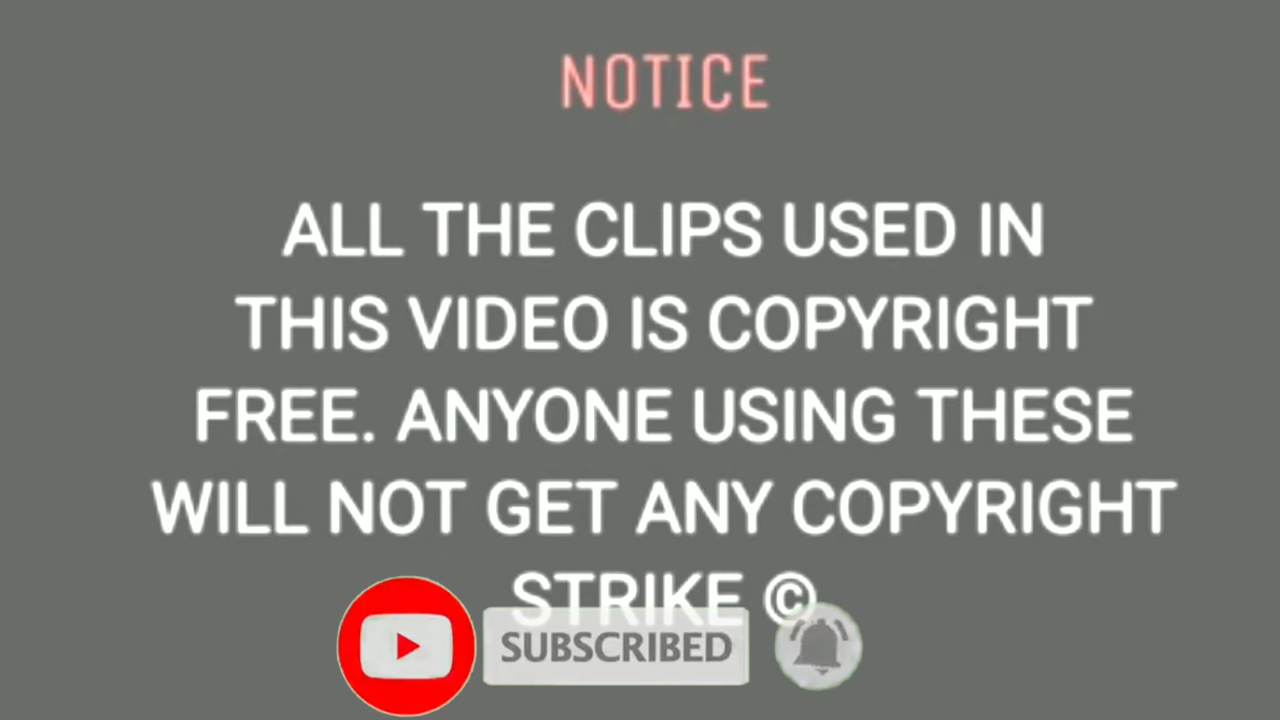 NOTICE
ALL THE CLIPS USED IN
THIS VIDEO IS COPYRIGHT
FREE. ANYONE USING THESE
WILL NOT GET ANY COPYRIGHT
STRIKE ©
SUBSCRIBED